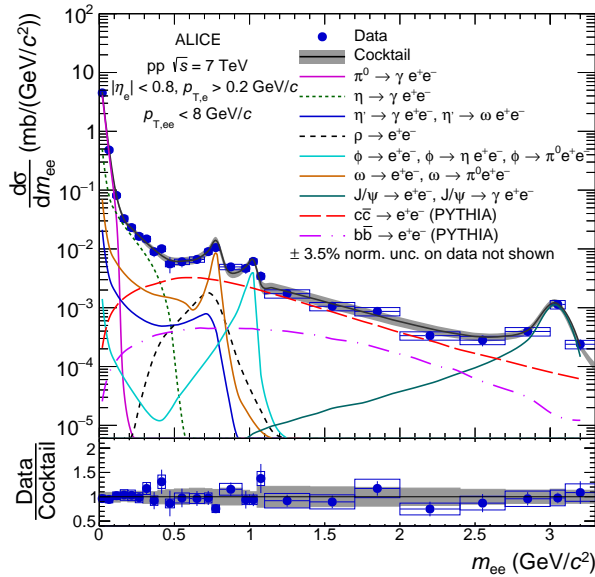 dσ/dm_ee (mb/(GeV/c²)
10²
10
1
10⁻¹
10⁻²
10⁻³
10⁻⁴
10⁻⁵
ALICE
pp √s = 7 TeV
|η_e| < 0.8, p_T,e > 0.2 GeV/c
p_T,ee < 8 GeV/c
Data
Cocktail
π⁰ → γ e⁺e⁻
η → γ e⁺e⁻
η' → γ e⁺e⁻, η' → ω e⁺e⁻
ρ → e⁺e⁻
ϕ → e⁺e⁻, ϕ → η e⁺e⁻, ϕ → π⁰e⁺e⁻
ω → e⁺e⁻, ω → π⁰e⁺e⁻
J/ψ → e⁺e⁻, J/ψ → γ e⁺e⁻
cc̅ → e⁺e⁻ (PYTHIA)
bb̅ → e⁺e⁻ (PYTHIA)
± 3.5% norm. unc. on data not shown
Data/Cocktail
2
1.5
1
0.5
0 0.5 1 1.5 2 2.5 3
m_ee (GeV/c²)